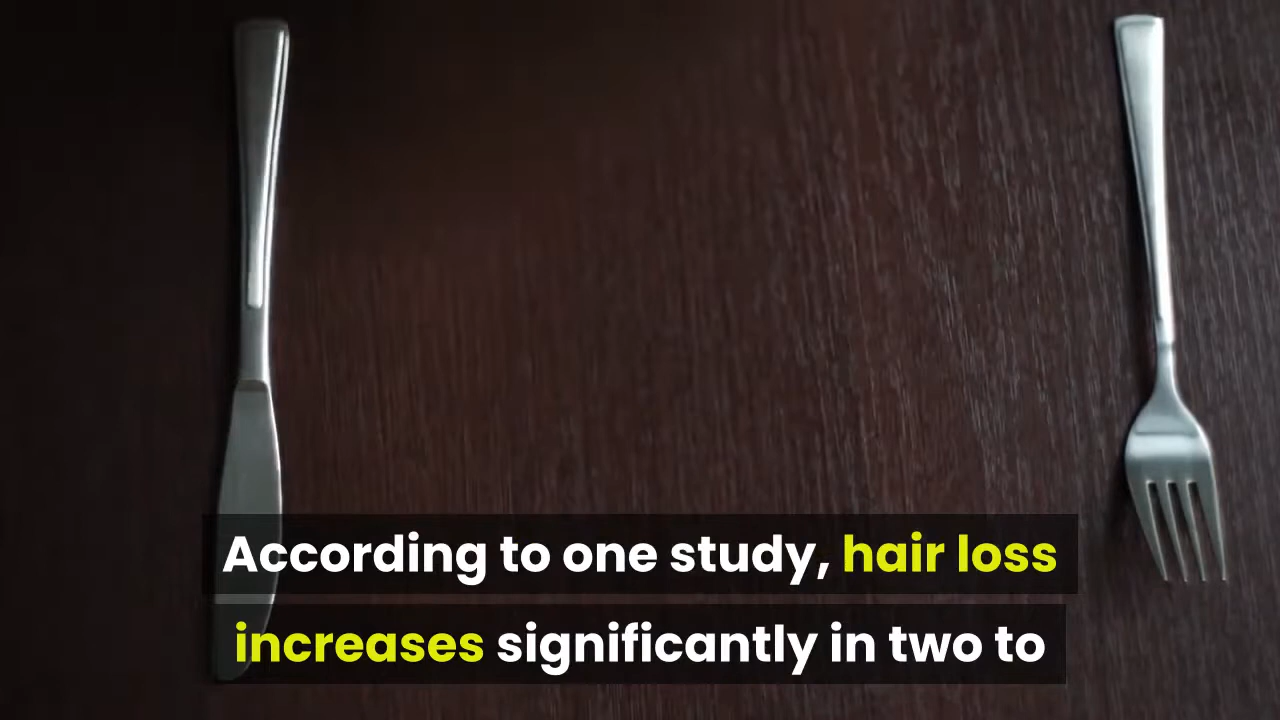 According to one study, hair loss
increases significantly in two to